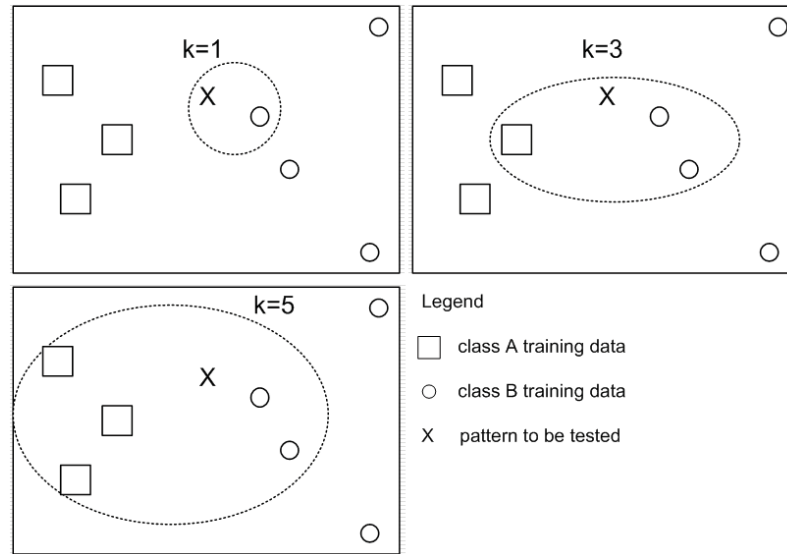 k=1
X
k=3
X
k=5
X
Legend
class A training data
class B training data
X pattern to be tested